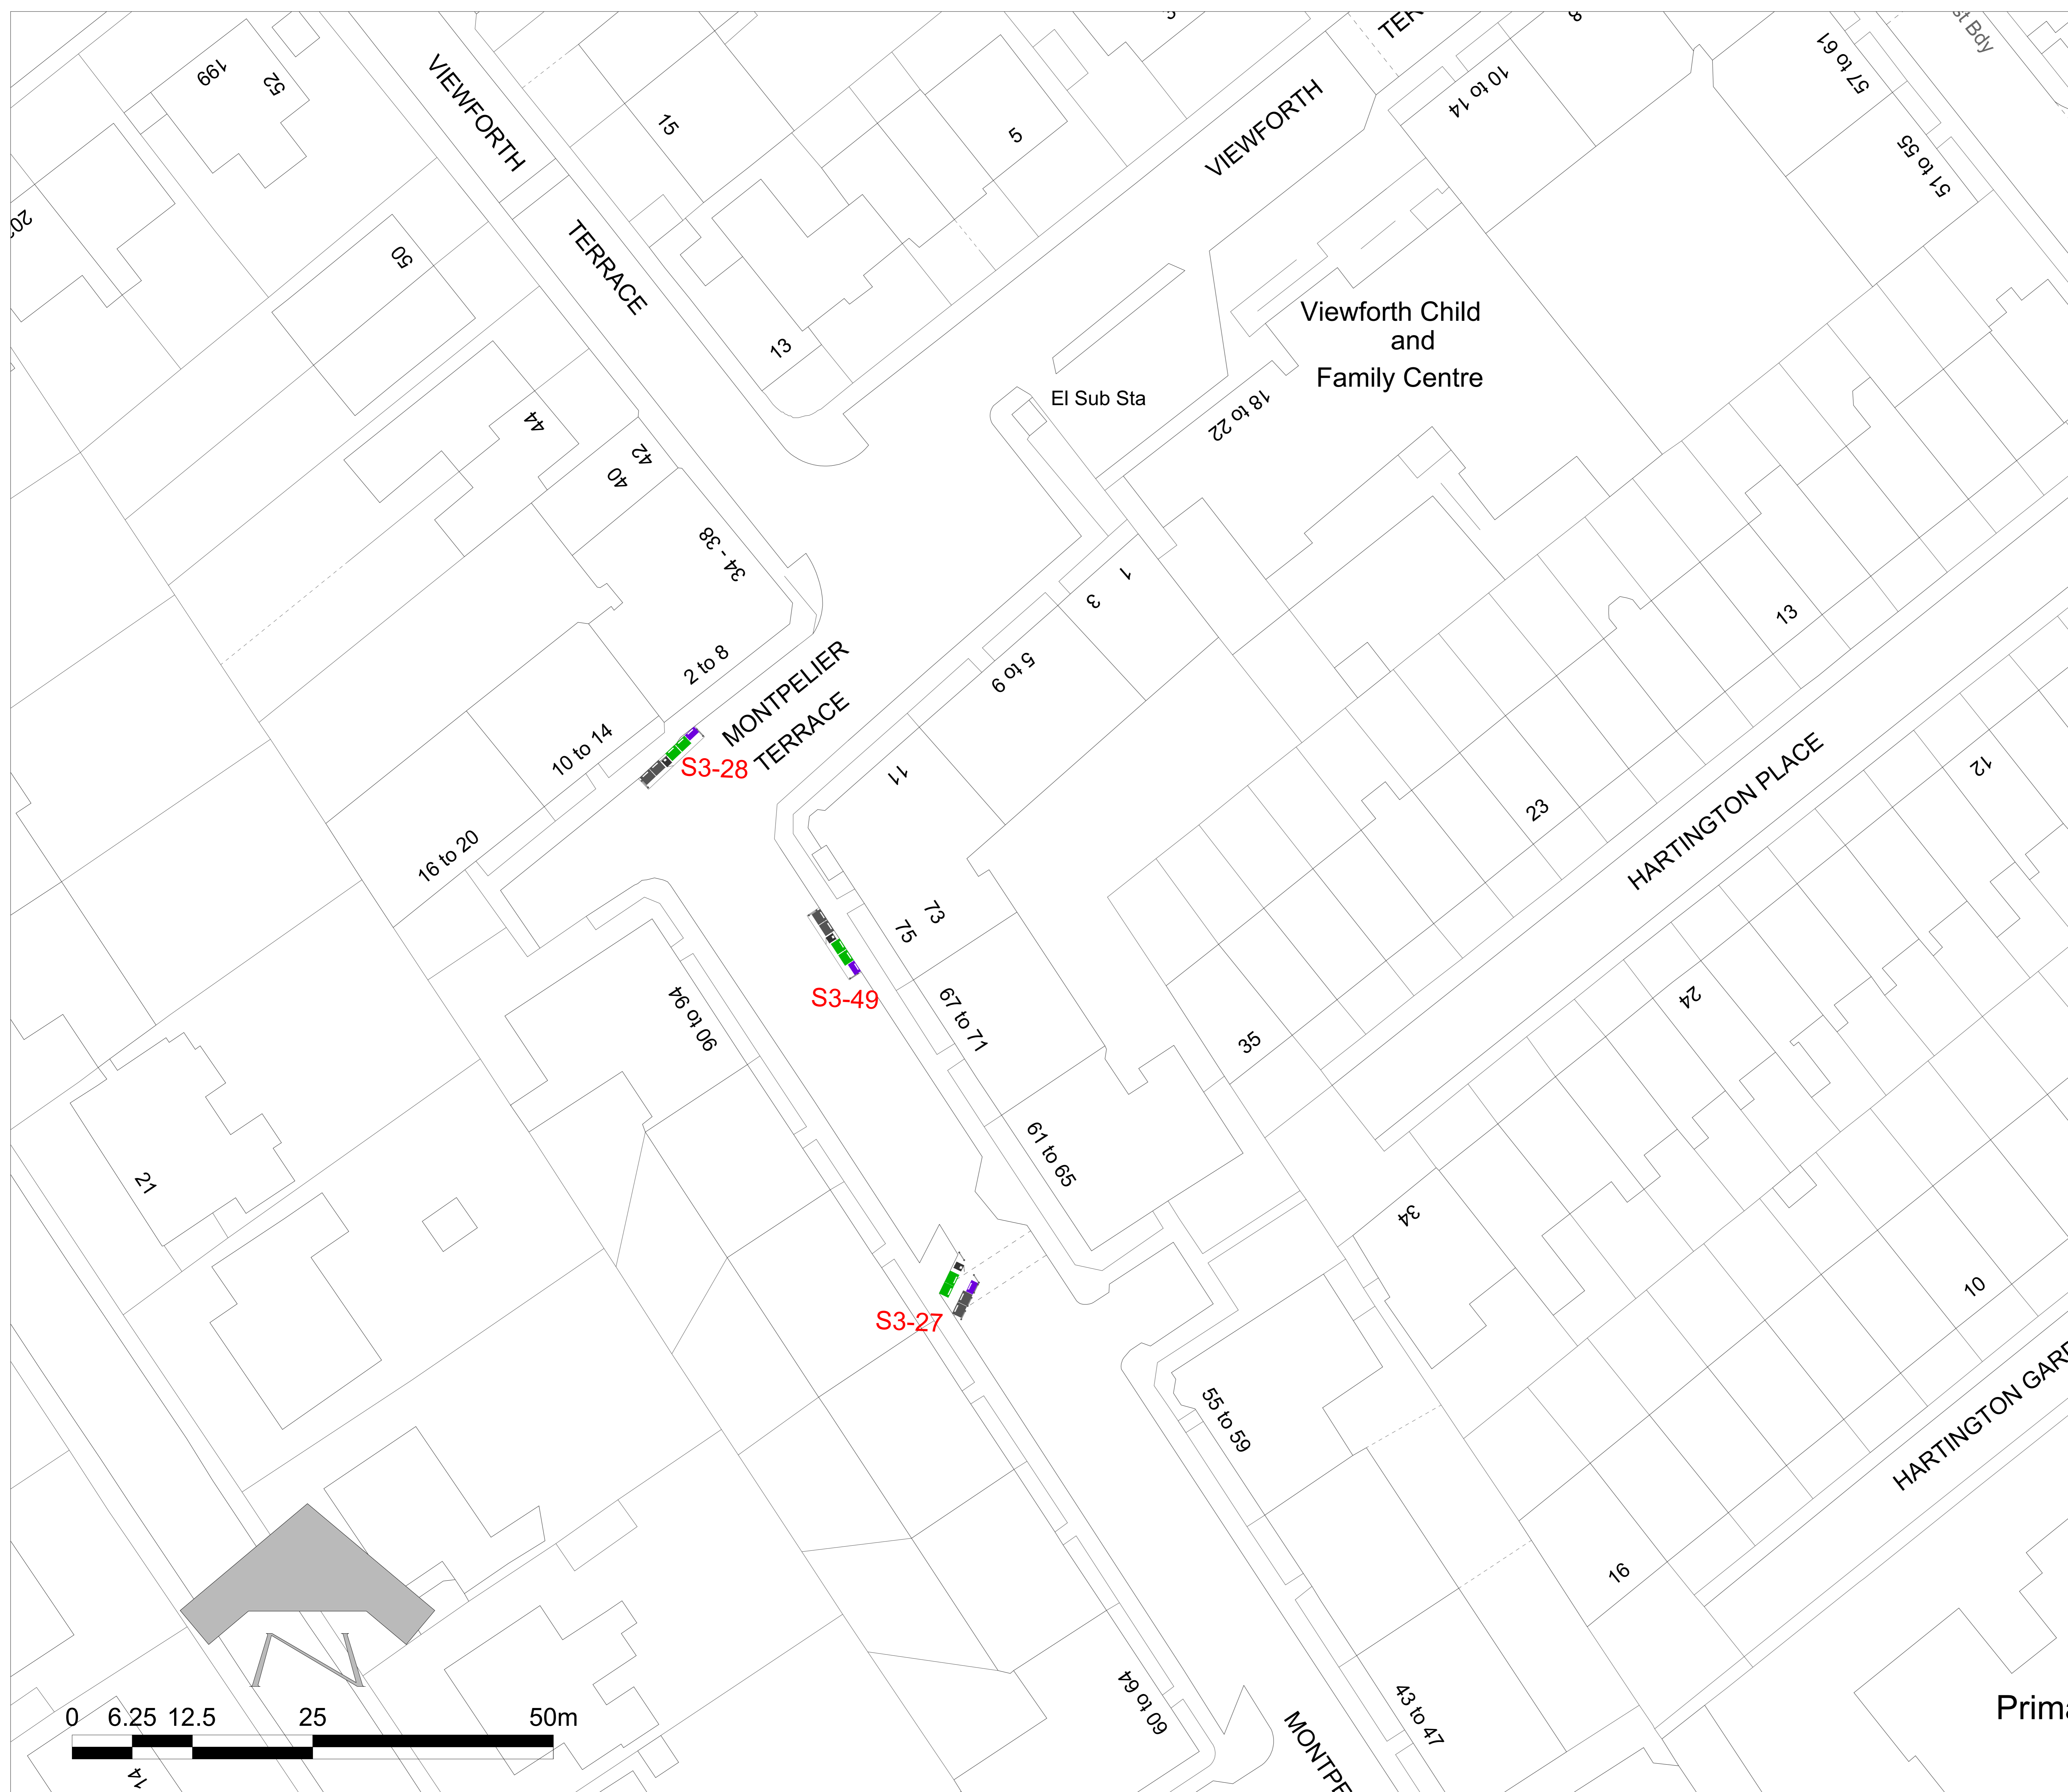 VIEWFORTH
TERRACE
199
52
15
5
VIEWFORTH
10 to 14
57 to 61
st Bdy
51 to 55
50
13
Viewforth Child
and
Family Centre
El Sub Sta
18 to 22
44
42
40
34 - 38
2 to 8
MONTPELIER
TERRACE
10 to 14
S3-28
16 to 20
1
3
5 to 9
11
13
23
HARTINGTON PLACE
12
24
73
75
S3-49
67 to 71
90 to 94
35
61 to 65
21
34
10
S3-27
55 to 59
HARTINGTON GARD
16
60 to 64
43 to 47
MONTPE
Prima
N
0 6.25 12.5 25 50m
14